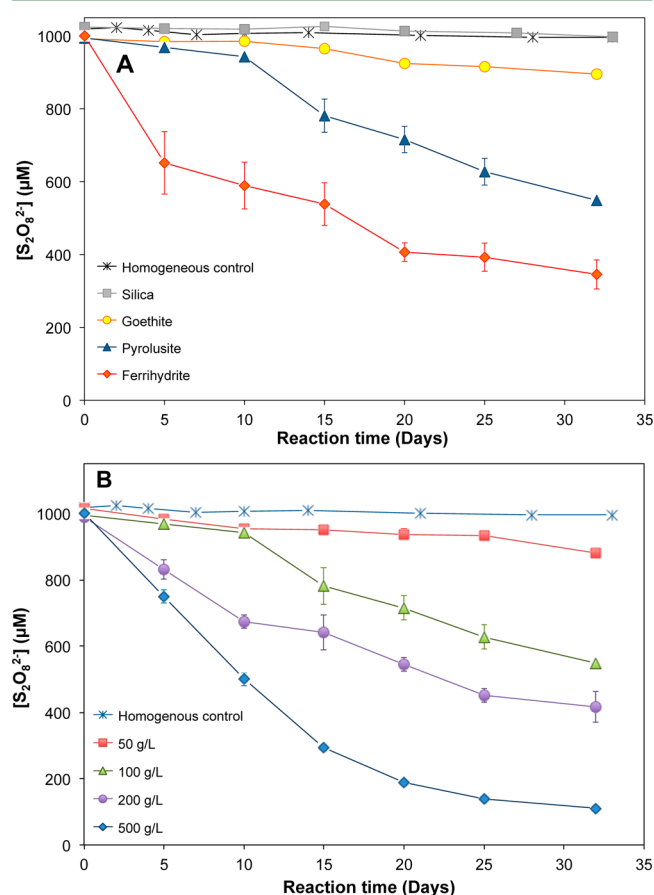 1000
800
600
400
200
0
A
[S₂O₈²⁻] (µM)
Homogeneous control
Silica
Goethite
Pyrolusite
Ferrihydrite
0 5 10 15 20 25 30 35
Reaction time (Days)
B
1000
800
600
400
200
0
[S₂O₈²⁻] (µM)
Homogenous control
50 g/L
100 g/L
200 g/L
500 g/L
0 5 10 15 20 25 30 35
Reaction time (Days)